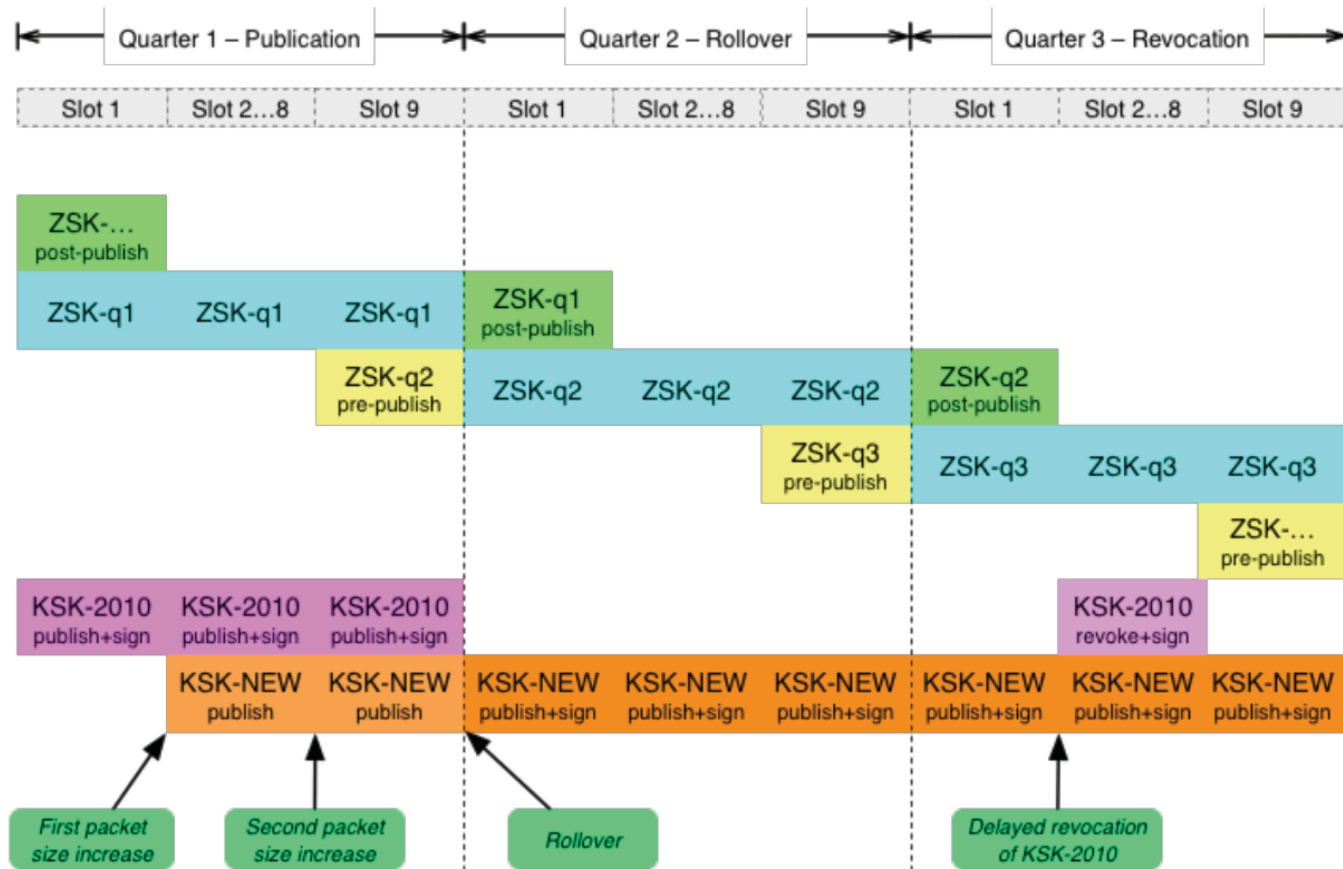 Quarter 1 – Publication
Quarter 2 – Rollover
Quarter 3 – Revocation
Slot 1
Slot 2...8
Slot 9
Slot 1
Slot 2...8
Slot 9
Slot 1
Slot 2...8
Slot 9
ZSK-...
post-publish
ZSK-q1
ZSK-q1
ZSK-q1
ZSK-q1
post-publish
ZSK-q2
pre-publish
ZSK-q2
ZSK-q2
ZSK-q2
ZSK-q2
post-publish
ZSK-q3
pre-publish
ZSK-q3
ZSK-q3
ZSK-q3
ZSK-...
pre-publish
KSK-2010
publish+sign
KSK-2010
publish+sign
KSK-2010
publish+sign
KSK-2010
revoke+sign
KSK-NEW
publish
KSK-NEW
publish
KSK-NEW
publish+sign
KSK-NEW
publish+sign
KSK-NEW
publish+sign
KSK-NEW
publish+sign
KSK-NEW
publish+sign
KSK-NEW
publish+sign
First packet
size increase
Second packet
size increase
Rollover
Delayed revocation
of KSK-2010